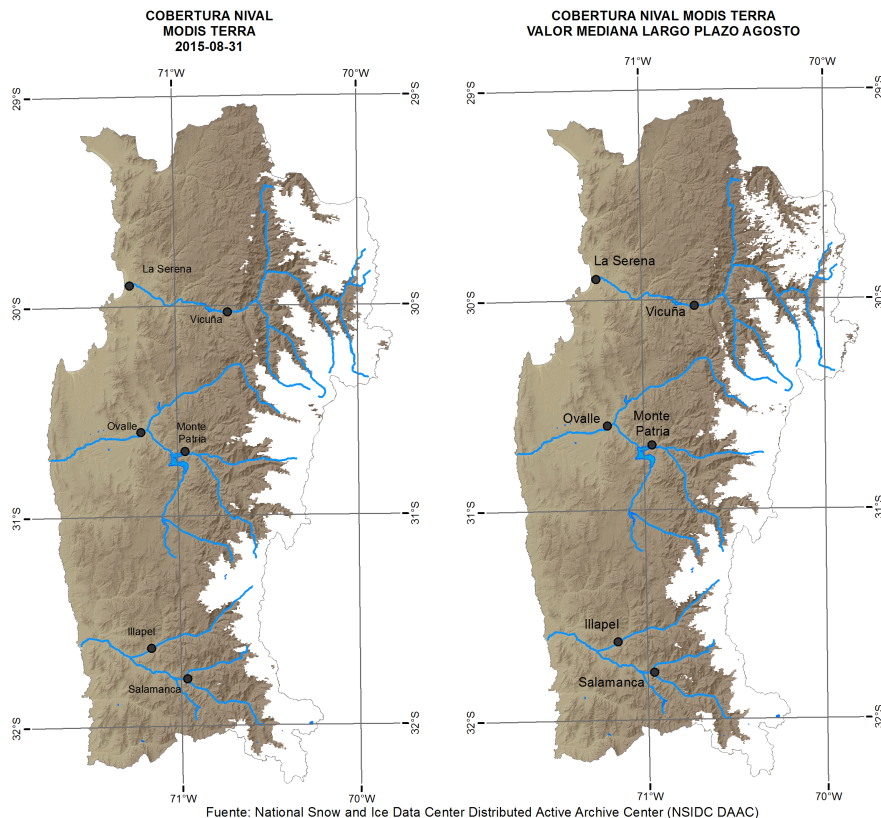 COBERTURA NIVAL
MODIS TERRA
2015-08-31
71°W
70°W
29°S
29°S
La Serena
Vicuña
30°S
30°S
Ovalle
Monte
Patria
31°S
31°S
Illapel
Salamanca
32°S
32°S
71°W
70°W
COBERTURA NIVAL MODIS TERRA
VALOR MEDIANA LARGO PLAZO AGOSTO
71°W
70°W
29°S
29°S
La Serena
Vicuña
30°S
30°S
Ovalle
Monte
Patria
31°S
31°S
Illapel
Salamanca
32°S
32°S
71°W
70°W
Fuente: National Snow and Ice Data Center Distributed Active Archive Center (NSIDC DAAC)